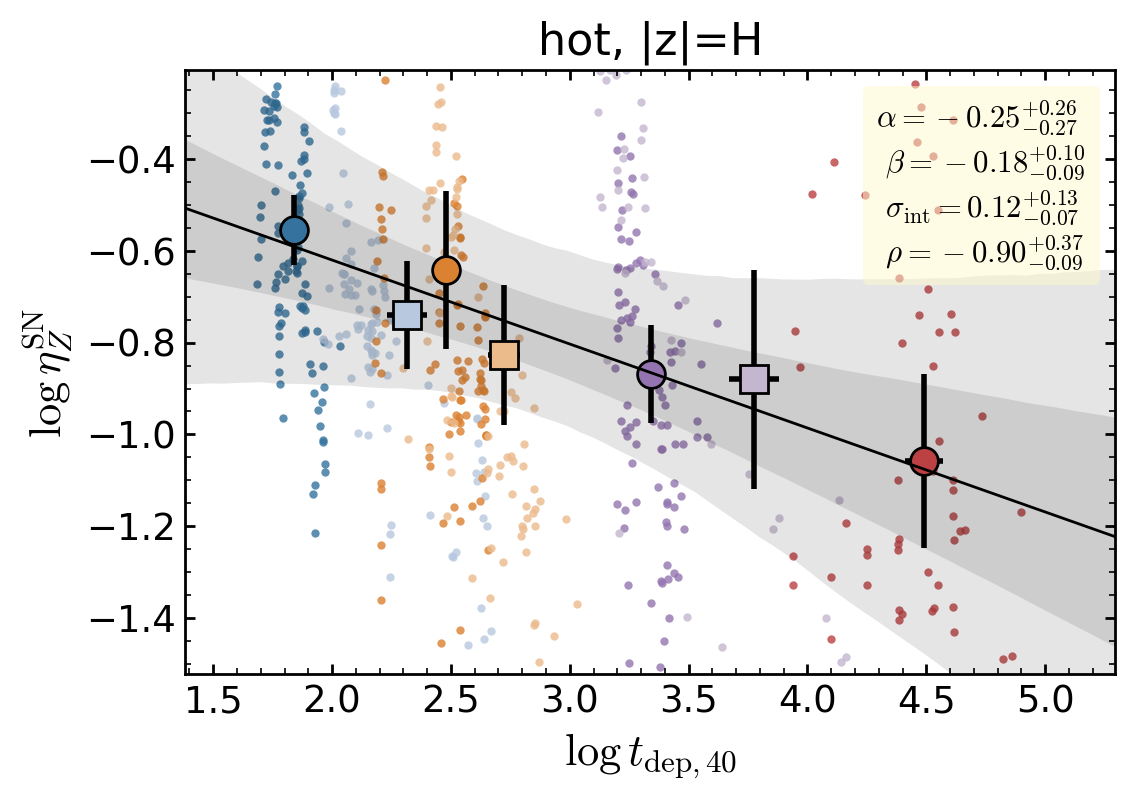 hot, |z|=H
α = −0.25 +0.26 −0.27
β = −0.18 +0.10 −0.09
σint = 0.12 +0.13 −0.07
ρ = −0.90 +0.37 −0.09
log η_Z^SN
−0.4
−0.6
−0.8
−1.0
−1.2
−1.4
1.5 2.0 2.5 3.0 3.5 4.0 4.5 5.0
log t_dep, 40